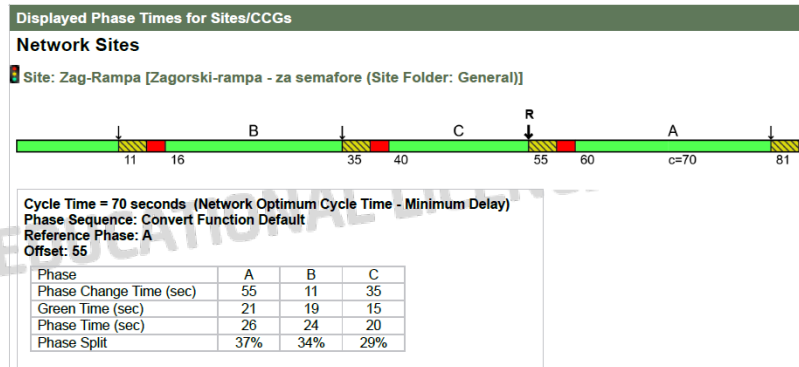 Displayed Phase Times for Sites/CCGs
Network Sites
Site: Zag-Rampa [Zagorski-rampa - za semafore (Site Folder: General)]
R
B C A
11 16 35 40 55 60 c=70 81
Cycle Time = 70 seconds (Network Optimum Cycle Time - Minimum Delay)
Phase Sequence: Convert Function Default
Reference Phase: A
Offset: 55
EDUCATIONAL
Phase A B C
Phase Change Time (sec) 55 11 35
Green Time (sec) 21 19 15
Phase Time (sec) 26 24 20
Phase Split 37% 34% 29%